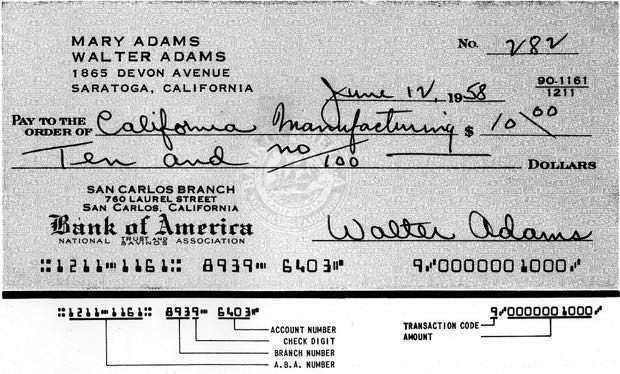 MARY ADAMS
WALTER ADAMS
1865 DEVON AVENUE
SARATOGA, CALIFORNIA
No. 282
June 12, 1958
90-1161
1211
PAY TO THE
ORDER OF California Manufacturing $ 10 00
Ten and no/100 DOLLARS
SAN CARLOS BRANCH
760 LAUREL STREET
SAN CARLOS, CALIFORNIA
Bank of America
NATIONAL TRUST AND SAVINGS ASSOCIATION
Walter Adams
⑆1211⑉1161⑆ 8939⑈ 6403⑈ 9⑇0000001000⑇
⑆1211⑉1161⑆ 8939 6403⑈ 9⑇0000001000⑇
ACCOUNT NUMBER
CHECK DIGIT
BRANCH NUMBER
A.B.A. NUMBER
TRANSACTION CODE
AMOUNT